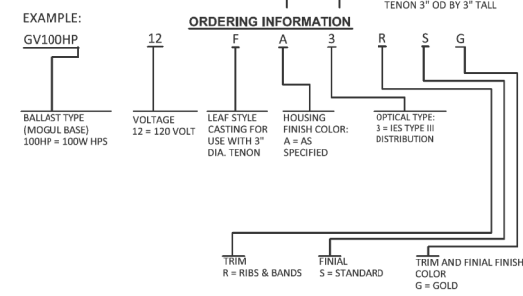 TENON 3" OD BY 3" TALL
EXAMPLE:
ORDERING INFORMATION
GV100HP 12 F A 3 R S G
BALLAST TYPE
(MOGUL BASE)
100HP = 100W HPS
VOLTAGE
12 = 120 VOLT
LEAF STYLE
CASTING FOR
USE WITH 3"
DIA. TENON
HOUSING
FINISH COLOR:
A = AS
SPECIFIED
OPTICAL TYPE:
3 = IES TYPE III
DISTRIBUTION
TRIM
R = RIBS & BANDS
FINIAL
S = STANDARD
TRIM AND FINIAL FINISH
COLOR
G = GOLD